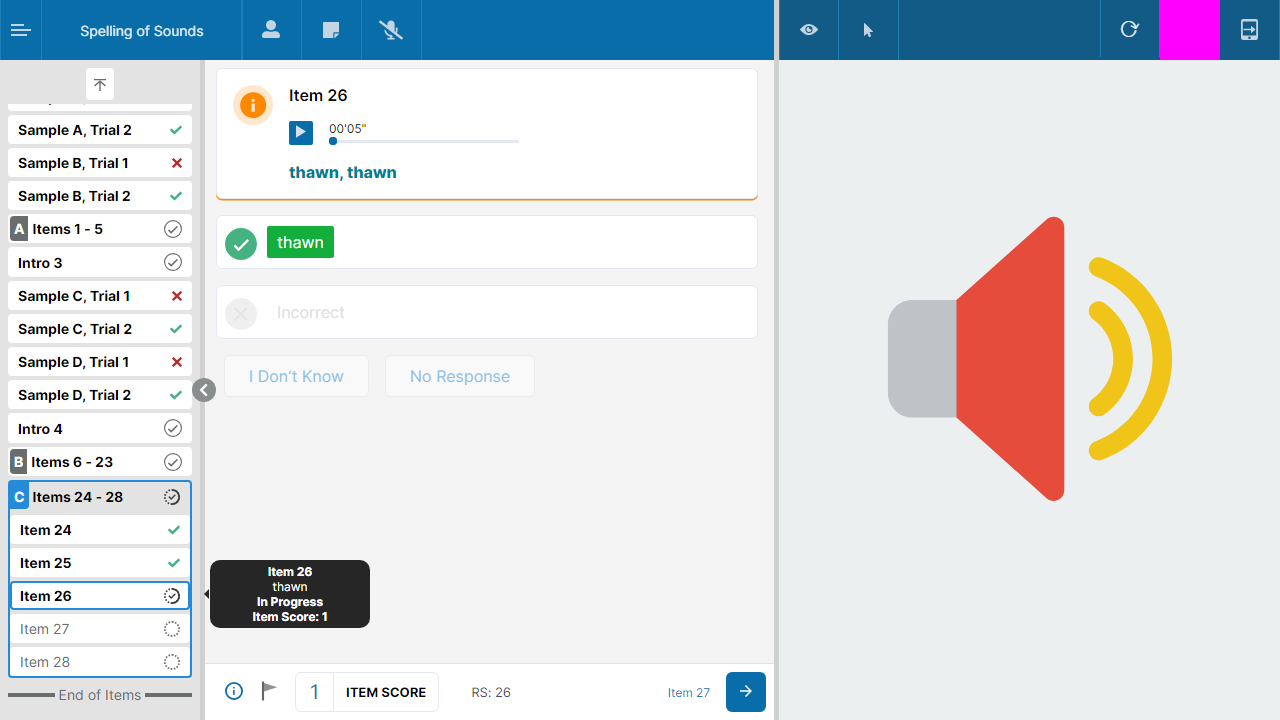 Spelling of Sounds
Sample A, Trial 2
Sample B, Trial 1
Sample B, Trial 2
A Items 1 - 5
Intro 3
Sample C, Trial 1
Sample C, Trial 2
Sample D, Trial 1
Sample D, Trial 2
Intro 4
B Items 6 - 23
C Items 24 - 28
Item 24
Item 25
Item 26
Item 27
Item 28
End of Items
Item 26
00'05"
thawn, thawn
thawn
Incorrect
I Don't Know
No Response
Item 26
thawn
In Progress
Item Score: 1
1 ITEM SCORE
RS: 26
Item 27